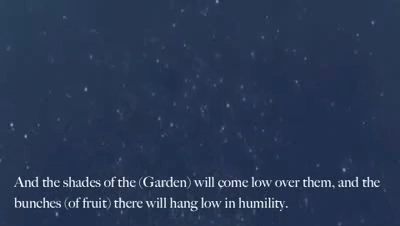 And the shades of the (Garden) will come low over them, and the
bunches (of fruit) there will hang low in humility.